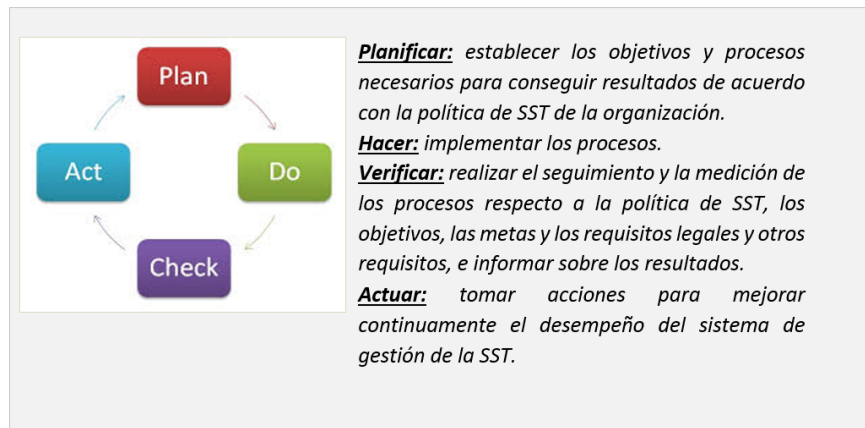 Plan
Act
Do
Check
Planificar: establecer los objetivos y procesos
necesarios para conseguir resultados de acuerdo
con la política de SST de la organización.
Hacer: implementar los procesos.
Verificar: realizar el seguimiento y la medición de
los procesos respecto a la política de SST, los
objetivos, las metas y los requisitos legales y otros
requisitos, e informar sobre los resultados.
Actuar: tomar acciones para mejorar
continuamente el desempeño del sistema de
gestión de la SST.